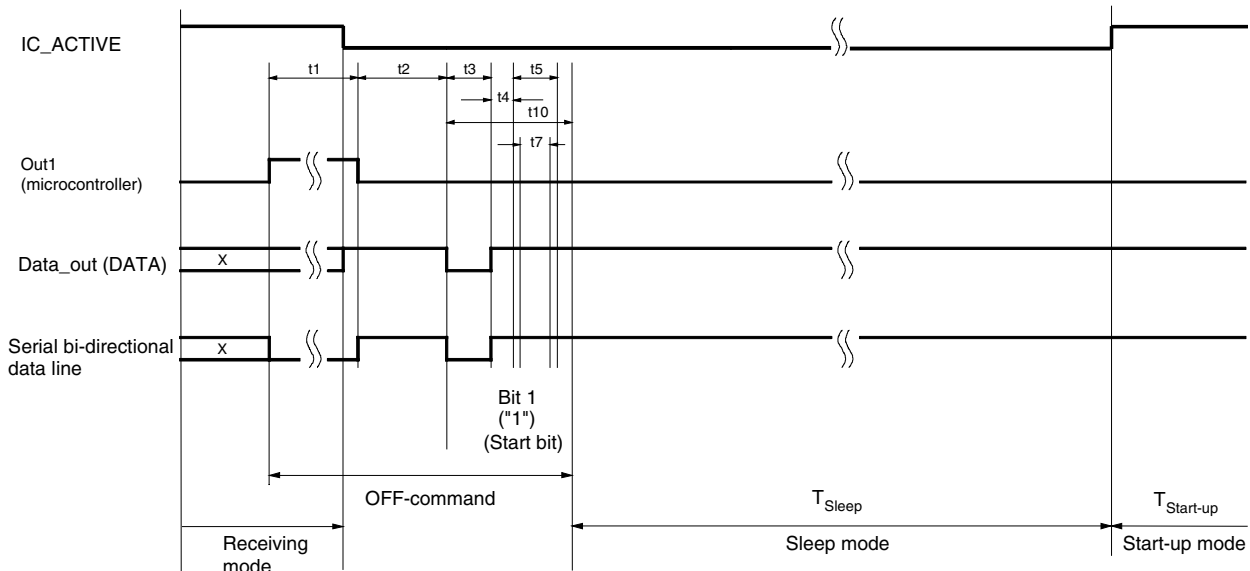 IC_ACTIVE
t1
t2
t3
t5
t4
t10
t7
Out1
(microcontroller)
Data_out (DATA)
X
Serial bi-directional
data line
X
Bit 1
("1")
(Start bit)
OFF-command
TSleep
TStart-up
Receiving
mode
Sleep mode
Start-up mode